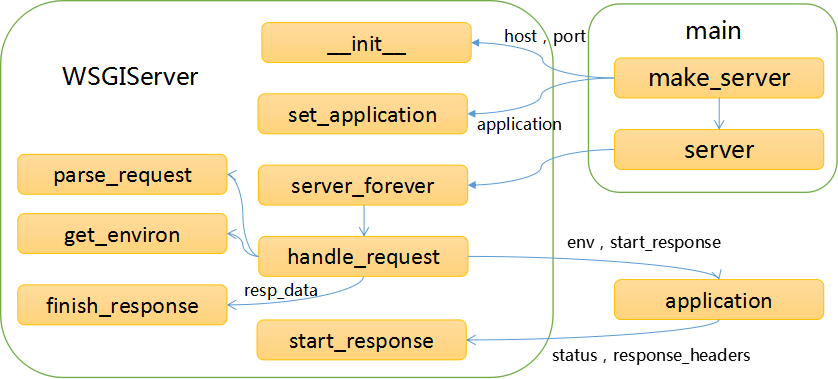 WSGIServer
__init__
set_application
parse_request
server_forever
get_environ
handle_request
resp_data
finish_response
start_response
host , port
application
main
make_server
server
env , start_response
application
status , response_headers